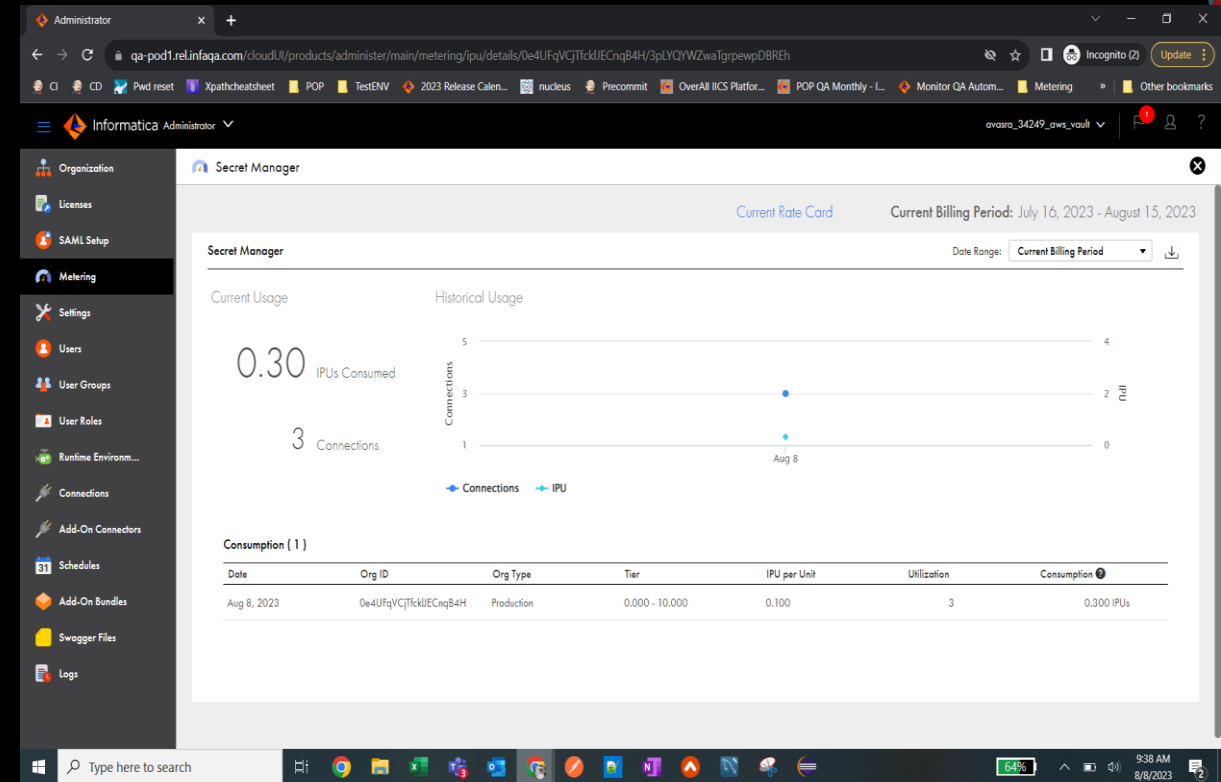 Administrator
qa-pod1.rel.infaqa.com/cloudUI/products/administer/main/metering/ipu/details/0e4UFqVCjTfckIJECnqB4H/3pLYQYWZwaTgrpewpDBREh
Incognito (2)
Update
CI
CD
Pwd reset
Xpathcheatsheet
POP
TestENV
2023 Release Calen...
nucleus
Precommit
OverAll IICS Platfor...
POP QA Monthly - I...
Monitor QA Autom...
Metering
»
Other bookmarks
Informatica Administrator
avasra_34249_aws_vault
1
?
Organization
Licenses
SAML Setup
Metering
Settings
Users
User Groups
User Roles
Runtime Environm...
Connections
Add-On Connectors
31 Schedules
Add-On Bundles
Swagger Files
Logs
Secret Manager
Current Rate Card
Current Billing Period: July 16, 2023 - August 15, 2023
Secret Manager
Date Range: Current Billing Period
Current Usage
0.30 IPUs Consumed
3 Connections
Historical Usage
Connections
5
3
1
4
2
0
IPU
Aug 8
Connections IPU
Consumption ( 1 )
Date Org ID Org Type Tier IPU per Unit Utilization Consumption ?
Aug 8, 2023 0e4UFqVCjTfckIJECnqB4H Production 0.000 - 10.000 0.100 3 0.300 IPUs
Type here to search
64%
9:38 AM
8/8/2023
2